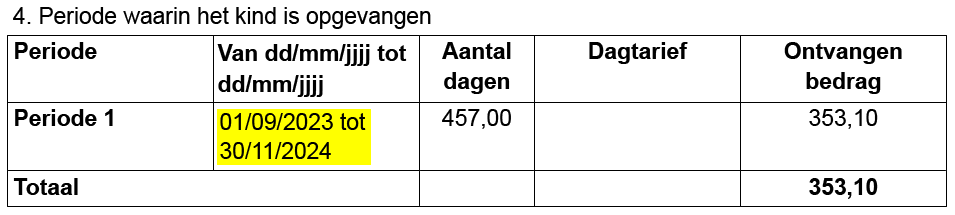 4. Periode waarin het kind is opgevangen
Periode Van dd/mm/jjjj tot dd/mm/jjjj Aantal dagen Dagtarief Ontvangen bedrag
Periode 1 01/09/2023 tot 30/11/2024 457,00 353,10
Totaal 353,10